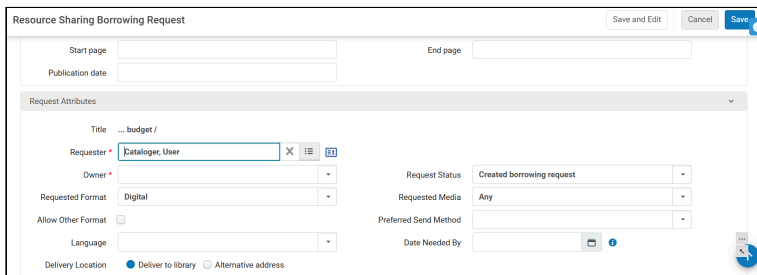 Resource Sharing Borrowing Request Save and Edit Cancel Save
Start page End page
Publication date
Request Attributes
Title ... budget /
Requester * Cataloger, User
Owner * Request Status Created borrowing request
Requested Format Digital Requested Media Any
Allow Other Format Preferred Send Method
Language Date Needed By
Delivery Location Deliver to library Alternative address